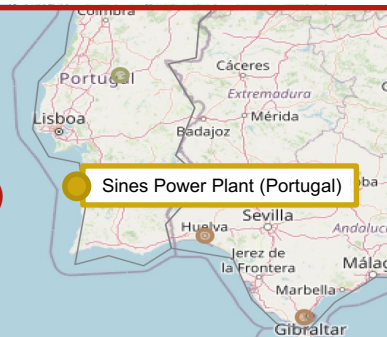 Coimbra
Cáceres
Portugal
Extremadura
Lisboa
Mérida
Badajoz
Sines Power Plant (Portugal)
Sevilla
Huelva
Jerez de
la Frontera
Marbella
Gibraltar